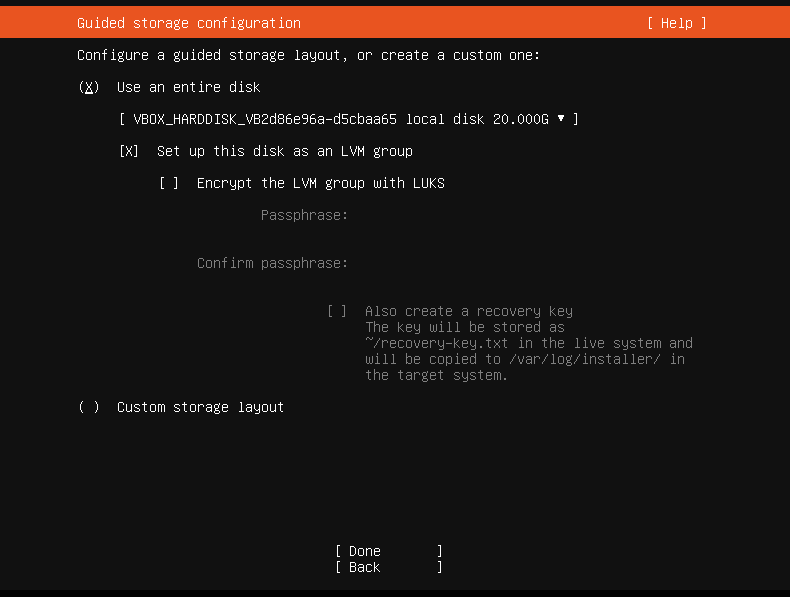 Guided storage configuration [ Help ]
Configure a guided storage layout, or create a custom one:
(X) Use an entire disk
[ VBOX_HARDDISK_VB2d86e96a-d5cbaa65 local disk 20.000G ▾ ]
[X] Set up this disk as an LVM group
[ ] Encrypt the LVM group with LUKS
Passphrase:
Confirm passphrase:
[ ] Also create a recovery key
The key will be stored as
~/recovery-key.txt in the live system and
will be copied to /var/log/installer/ in
the target system.
( ) Custom storage layout
[ Done ]
[ Back ]